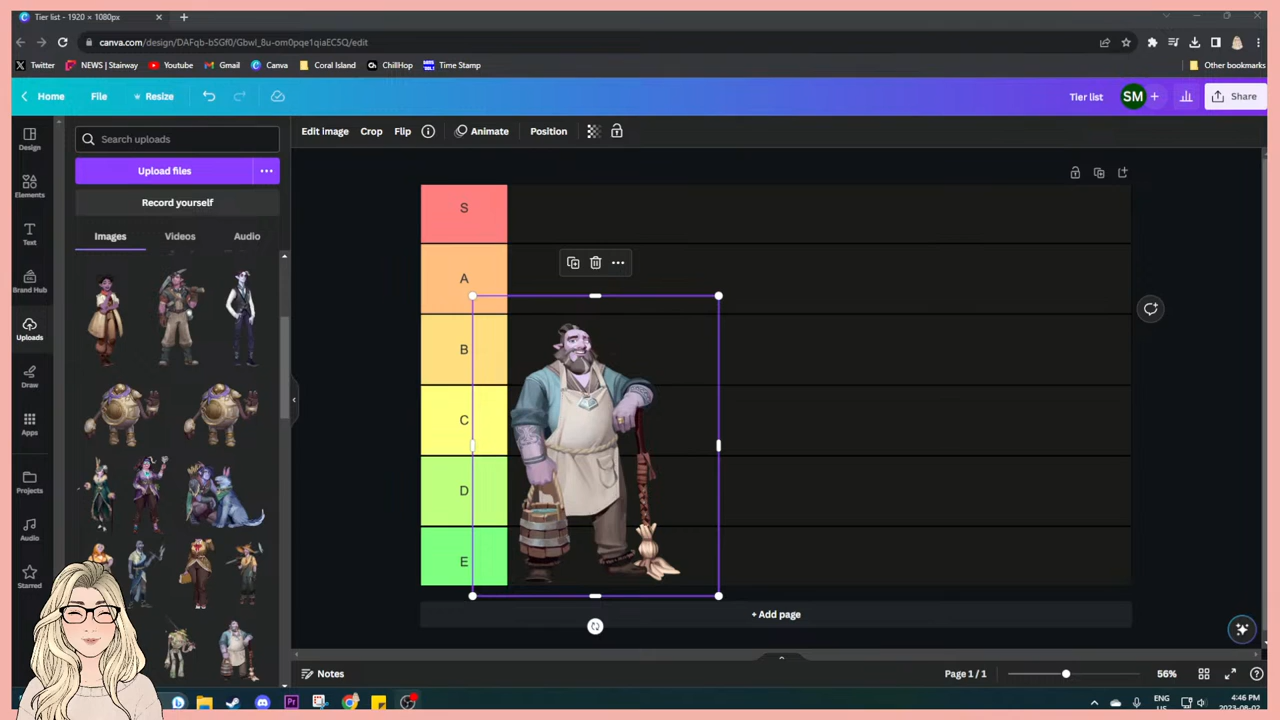 Tier list - 1920 × 1080px
canva.com/design/DAFqb-bSGf0/Gbwl_8u-om0pqe1qiaEC5Q/edit
Twitter NEWS | Stairway Youtube Gmail Canva Coral Island ChillHop Time Stamp Other bookmarks
Home File Resize Tier list SM Share
Edit image Crop Flip Animate Position
Design
Elements
Text
Brand Hub
Uploads
Draw
Apps
Projects
Audio
Starred
Search uploads
Upload files
Record yourself
Images Videos Audio
S
A
B
C
D
E
+ Add page
Notes Page 1 / 1 56%
ENG
US
4:46 PM
2023-08-02